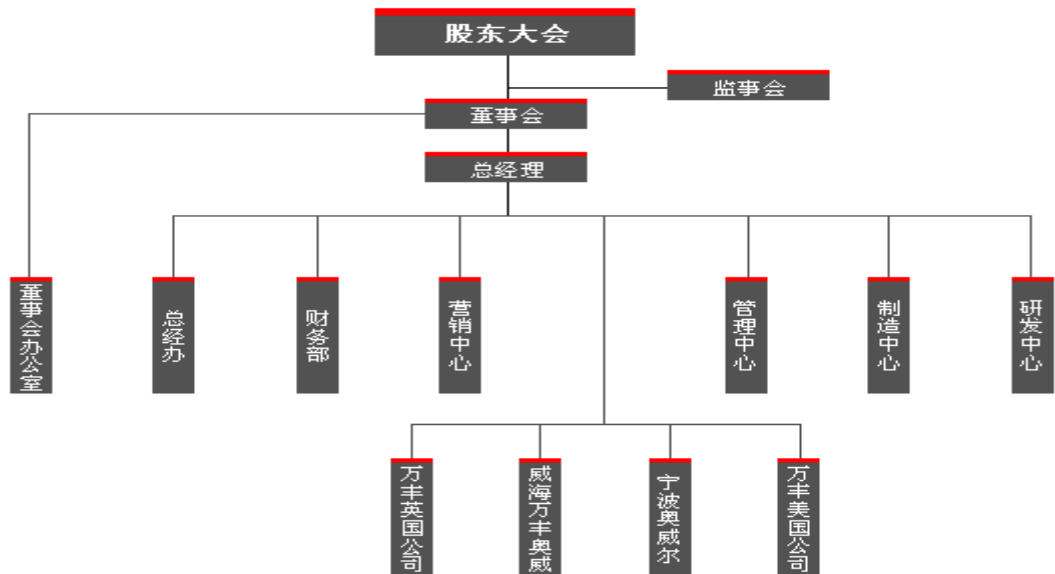 股东大会
监事会
董事会
总经理
董事会办公室
总经办
财务部
营销中心
管理中心
制造中心
研发中心
万丰英国公司
威海万丰奥威
宁波奥威尔
万丰美国公司